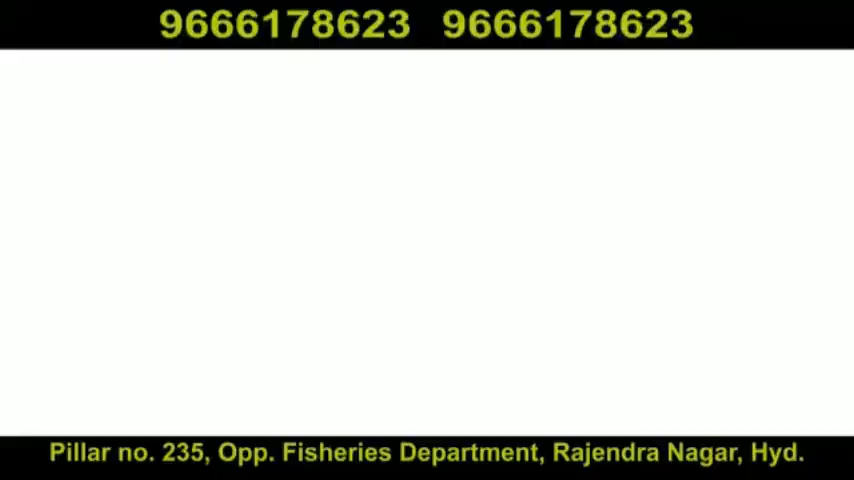 9666178623 9666178623
Pillar no. 235, Opp. Fisheries Department, Rajendra Nagar, Hyd.